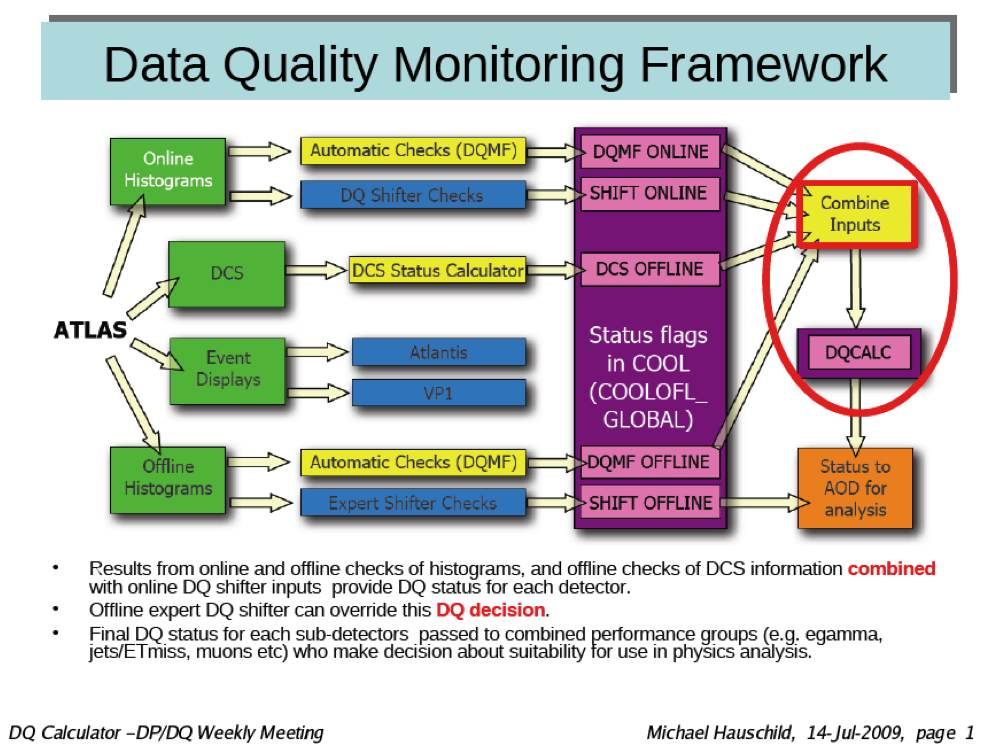 Data Quality Monitoring Framework
Online
Histograms
Automatic Checks (DQMF)
DQMF ONLINE
DQ Shifter Checks
SHIFT ONLINE
Combine
Inputs
DCS
DCS Status Calculator
DCS OFFLINE
ATLAS
Status flags
in COOL
(COOLOFL_
GLOBAL)
Event
Displays
Atlantis
VP1
DQCALC
Offline
Histograms
Automatic Checks (DQMF)
DQMF OFFLINE
Expert Shifter Checks
SHIFT OFFLINE
Status to
AOD for
analysis
• Results from online and offline checks of histograms, and offline checks of DCS information combined
with online DQ shifter inputs provide DQ status for each detector.
• Offline expert DQ shifter can override this DQ decision.
• Final DQ status for each sub-detectors passed to combined performance groups (e.g. egamma,
jets/ETmiss, muons etc) who make decision about suitability for use in physics analysis.
DQ Calculator –DP/DQ Weekly Meeting
Michael Hauschild, 14-Jul-2009, page 1